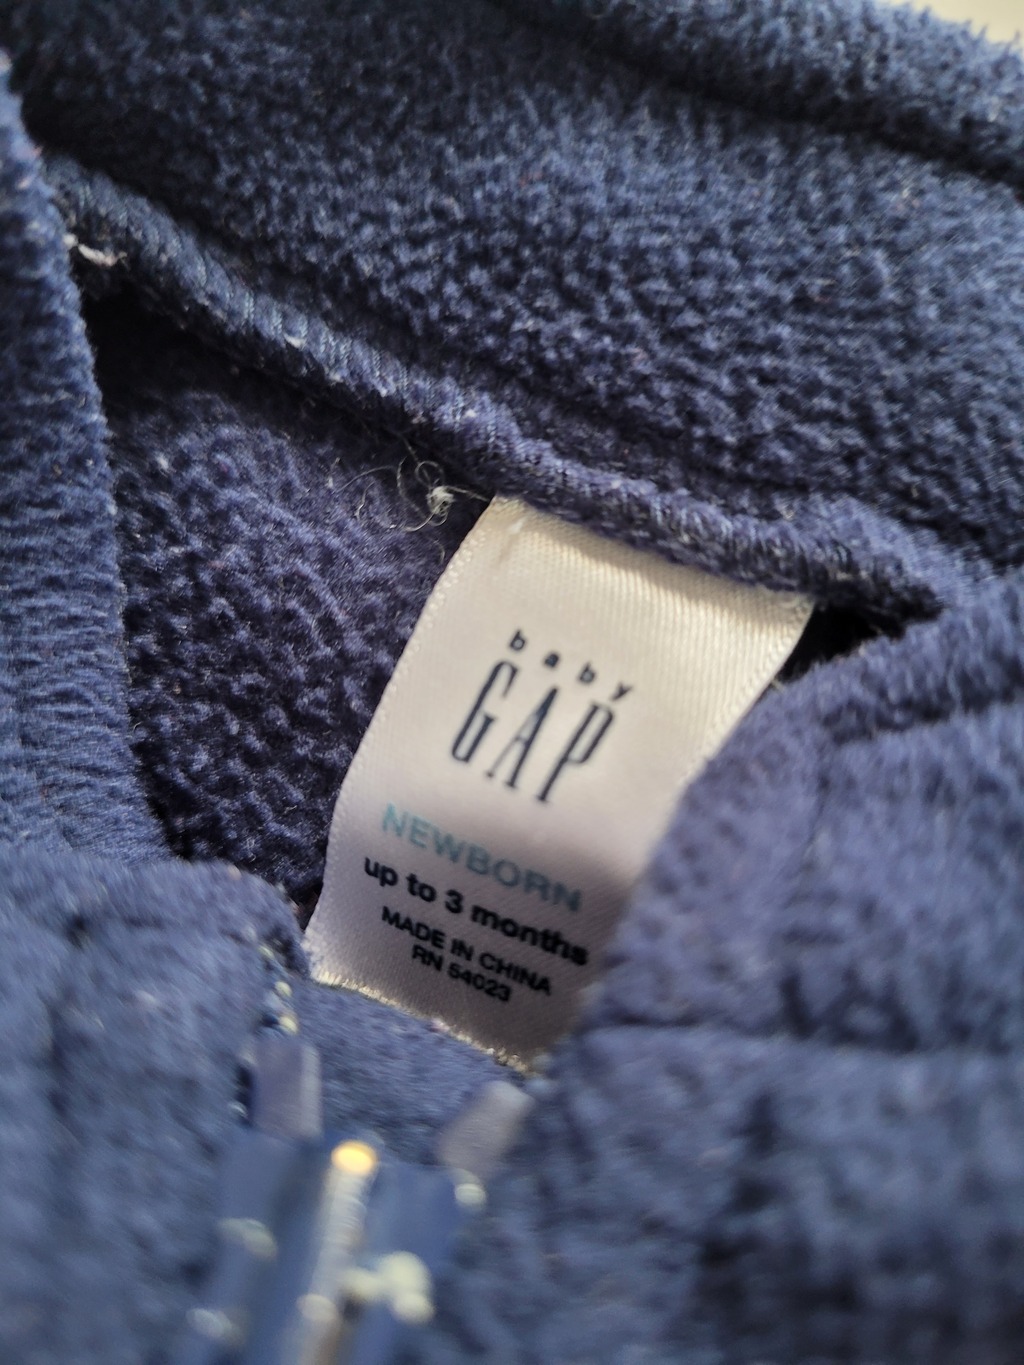 baby
GAP
NEWBORN
up to 3 months
MADE IN CHINA
RN 54023